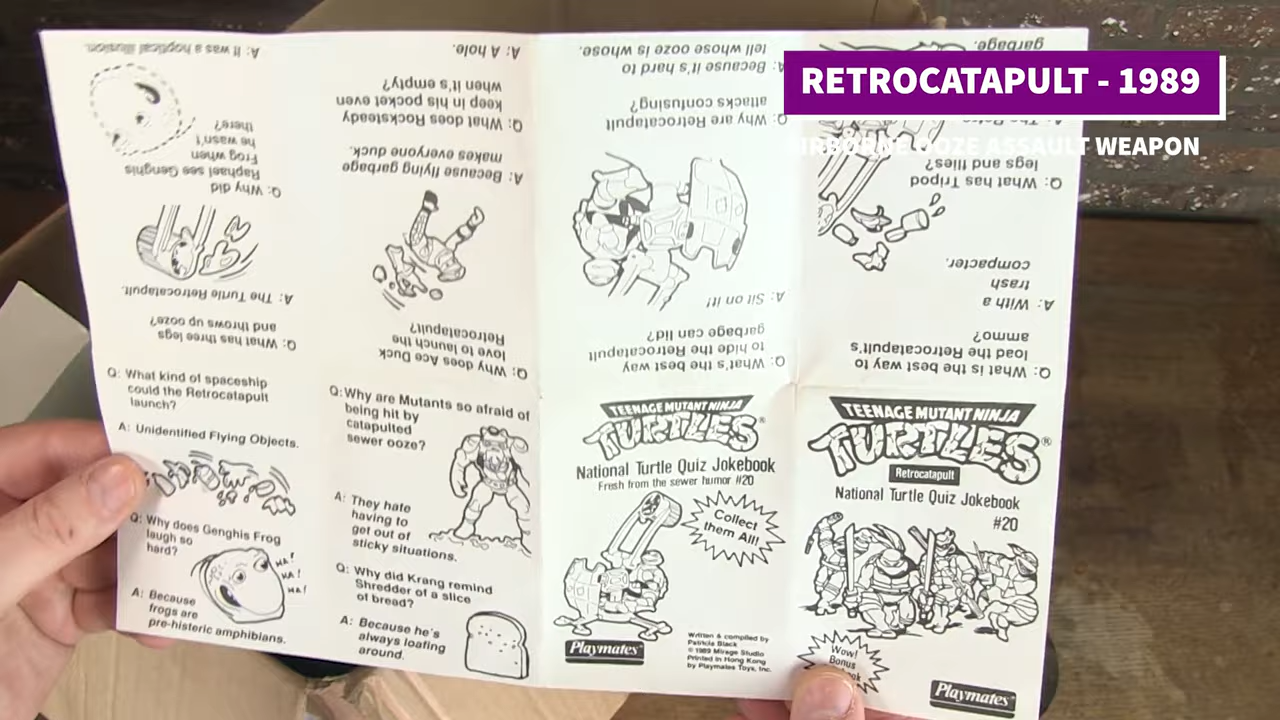 RETROCATAPULT - 1989
AIRBORNE OOZE ASSAULT WEAPON
Q: What kind of spaceship
could the Retrocatapult
launch?
A: Unidentified Flying Objects.
Q: Why does Genghis Frog
laugh so
hard?
HA!
HA!
HA!
A: Because
frogs are
pre-histeric amphibians.
Q: Why are Mutants so afraid of
being hit by
catapulted
sewer ooze?
A: They hate
having to
get out of
sticky situations.
Q: Why did Krang remind
Shredder of a slice
of bread?
A: Because he's
always loafing
around.
TEENAGE MUTANT NINJA
TURTLES®
National Turtle Quiz Jokebook
Fresh from the sewer humor #20
Collect
them All!
Playmates
Written & compiled by
Patricia Black
© 1989 Mirage Studio
Printed in Hong Kong
by Playmates Toys, Inc.
TEENAGE MUTANT NINJA
TURTLES®
Retrocatapult
National Turtle Quiz Jokebook
#20
Wow!
Bonus
Playmates
Q: What is the best way to
load the Retrocatapult's
ammo?
A: With a
trash
compacter.
Q: What has Tripod
legs and flies?
garbage.
Q: What's the best way
to hide the Retrocatapult
garbage can lid?
A: Sit on it!
Q: Why are Retrocatapult
attacks confusing?
A: Because it's hard to
tell whose ooze is whose.
Q: Why does Ace Duck
love to launch the
Retrocatapult?
A: Because flying garbage
makes everyone duck.
Q: What does Rocksteady
keep in his pocket even
when it's empty?
A: A hole.
Q: What has three legs
and throws up ooze?
A: The Turtle Retrocatapult.
Q: Why did
Raphael see Genghis
Frog when
he wasn't
there?
A: It was a hoptical illusion.